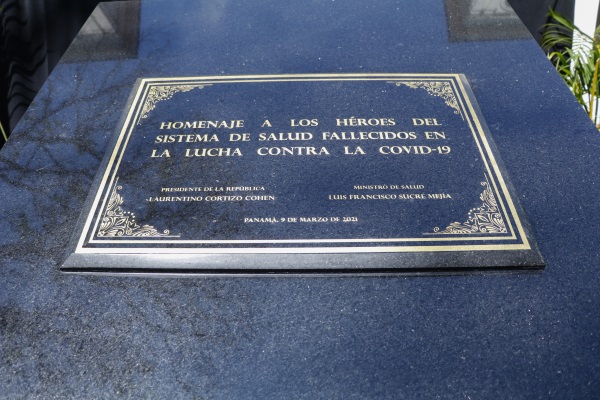 HOMENAJE A LOS HÉROES DEL
SISTEMA DE SALUD FALLECIDOS EN
LA LUCHA CONTRA LA COVID-19
PRESIDENTE DE LA REPÚBLICA
LAURENTINO CORTIZO COHEN
MINISTRO DE SALUD
LUIS FRANCISCO SUCRE MEJÍA
PANAMÁ, 9 DE MARZO DE 2021